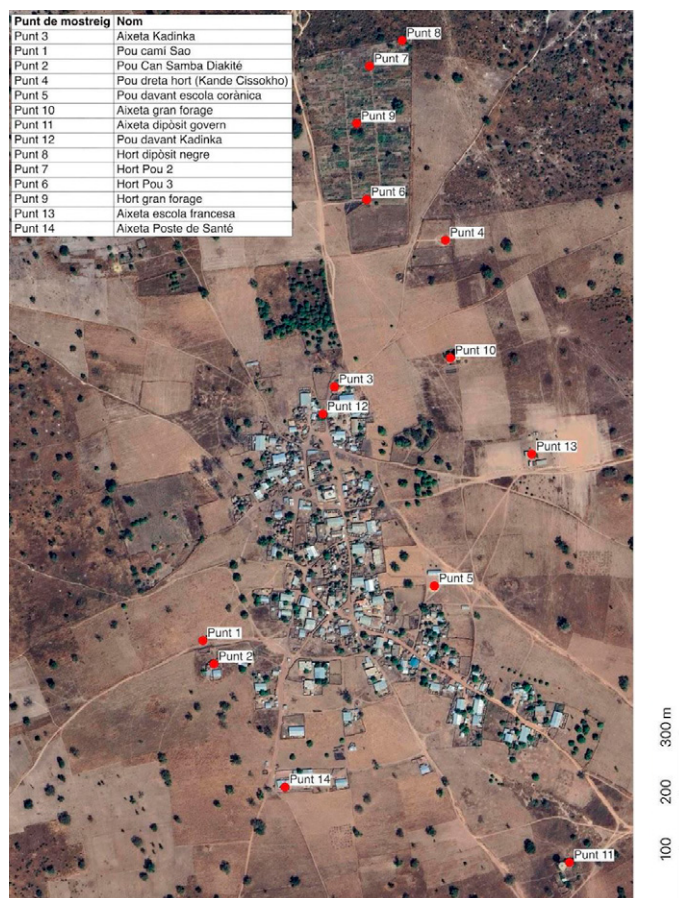 Punt de mostreig Nom
Punt 3 Aixeta Kadinka
Punt 1 Pou camí Sao
Punt 2 Pou Can Samba Diakité
Punt 4 Pou dreta hort (Kande Cissokho)
Punt 5 Pou davant escola corànica
Punt 10 Aixeta gran forage
Punt 11 Aixeta dipòsit govern
Punt 12 Pou davant Kadinka
Punt 8 Hort dipòsit negre
Punt 7 Hort Pou 2
Punt 6 Hort Pou 3
Punt 9 Hort gran forage
Punt 13 Aixeta escola francesa
Punt 14 Aixeta Poste de Santé
Punt 8
Punt 7
Punt 9
Punt 6
Punt 4
Punt 10
Punt 3
Punt 12
Punt 13
Punt 5
Punt 1
Punt 2
Punt 14
Punt 11
100 200 300 m